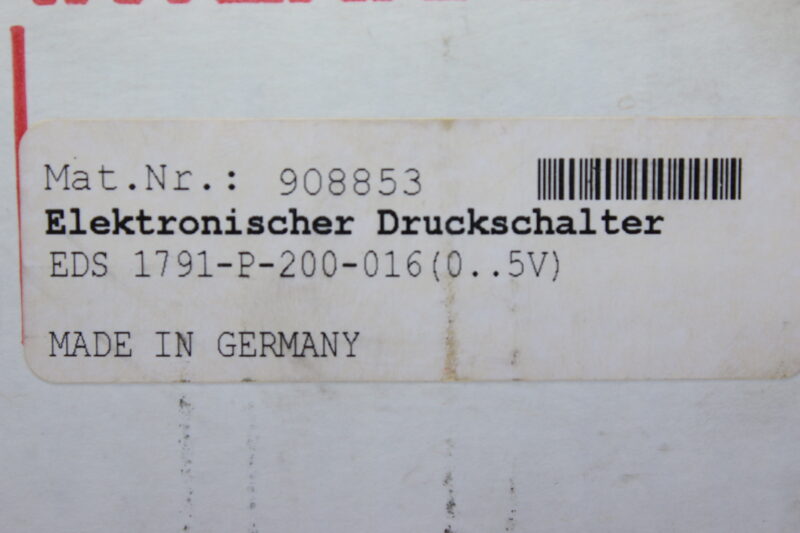 Mat.Nr.: 908853
Elektronischer Druckschalter
EDS 1791-P-200-016(0..5V)
MADE IN GERMANY